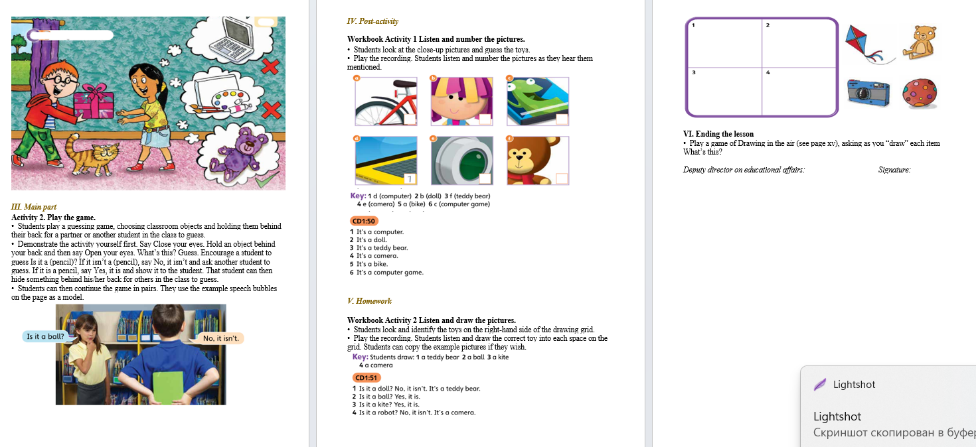 III. Main part
Activity 2. Play the game.
• Students play a guessing game, choosing classroom objects and holding them behind
their back for a partner or another student in the class to guess.
• Demonstrate the activity yourself first. Say Close your eyes. Hold an object behind
your back and then say Open your eyes. What's this? Guess. Encourage a student to
guess Is it a (pencil)? If it isn't a (pencil), say No, it isn't and ask another student to
guess. If it is a pencil, say Yes, it is and show it to the student. That student can then
hide something behind his/her back for others in the class to guess.
• Students can then continue the game in pairs. They use the example speech bubbles
on the page as a model.
Is it a ball?
No, it isn't.
IV. Post-activity
Workbook Activity 1 Listen and number the pictures.
• Students look at the close-up pictures and guess the toys.
• Play the recording. Students listen and number the pictures as they hear them
mentioned.
a
b
c
d
e
f
1
Key: 1 d (computer) 2 b (doll) 3 f (teddy bear)
4 e (camera) 5 a (bike) 6 c (computer game)
CD1:50
1 It's a computer.
2 It's a doll.
3 It's a teddy bear.
4 It's a camera.
5 It's a bike.
6 It's a computer game.
V. Homework
Workbook Activity 2 Listen and draw the pictures.
• Students look and identify the toys on the right-hand side of the drawing grid.
• Play the recording. Students listen and draw the correct toy into each space on the
grid. Students can copy the example pictures if they wish.
Key: Students draw: 1 a teddy bear 2 a ball 3 a kite
4 a camera
CD1:51
1 Is it a doll? No, it isn't. It's a teddy bear.
2 Is it a ball? Yes, it is.
3 Is it a kite? Yes, it is.
4 Is it a robot? No, it isn't. It's a camera.
1
2
3
4
VI. Ending the lesson
• Play a game of Drawing in the air (see page xv), asking as you "draw" each item
What's this?
Deputy director on educational affairs: Signature:
Lightshot
Lightshot
Скриншот скопирован в буфер